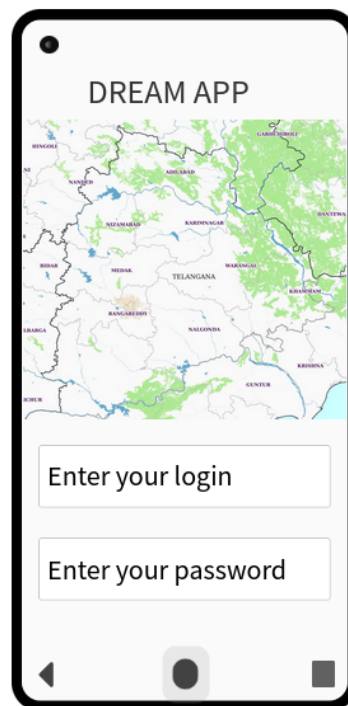 DREAM APP
GADCHIROLI
HINGOLI
ADILABAD
NANDED
DANTEWA
NIZAMABAD
KARIMNAGAR
BIDAR
MEDAK
WARANGAL
TELANGANA
KHAMMAM
RANGAREDDY
LBARGA
NALGONDA
KRISHNA
GUNTUR
ICHUR
Enter your login
Enter your password